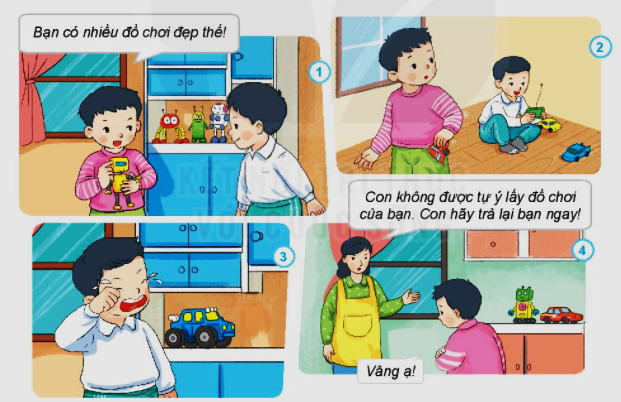 Bạn có nhiều đồ chơi đẹp thế!
1
2
3
Con không được tự ý lấy đồ chơi
của bạn. Con hãy trả lại bạn ngay!
4
Vâng ạ!